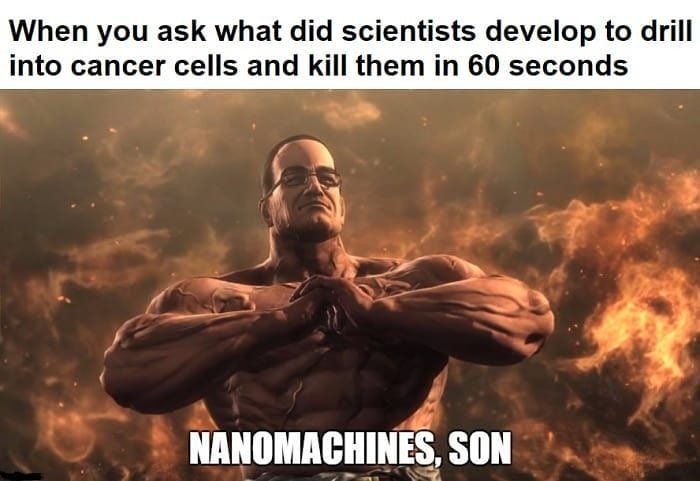 When you ask what did scientists develop to drill
into cancer cells and kill them in 60 seconds
NANOMACHINES, SON